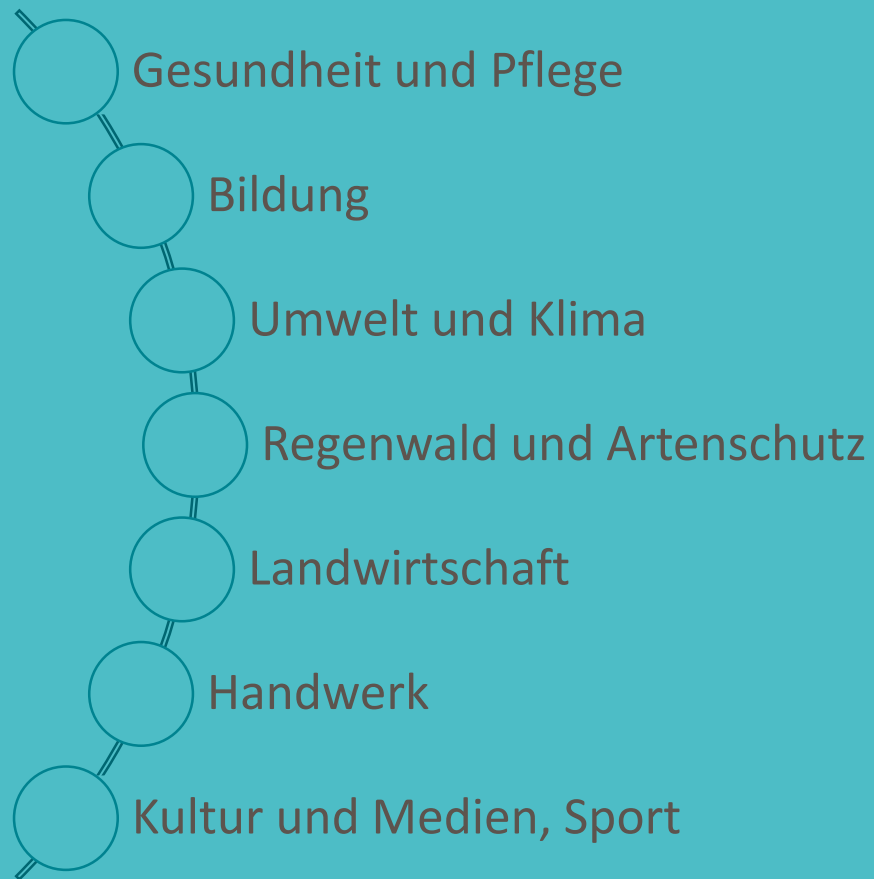 Gesundheit und Pflege
Bildung
Umwelt und Klima
Regenwald und Artenschutz
Landwirtschaft
Handwerk
Kultur und Medien, Sport